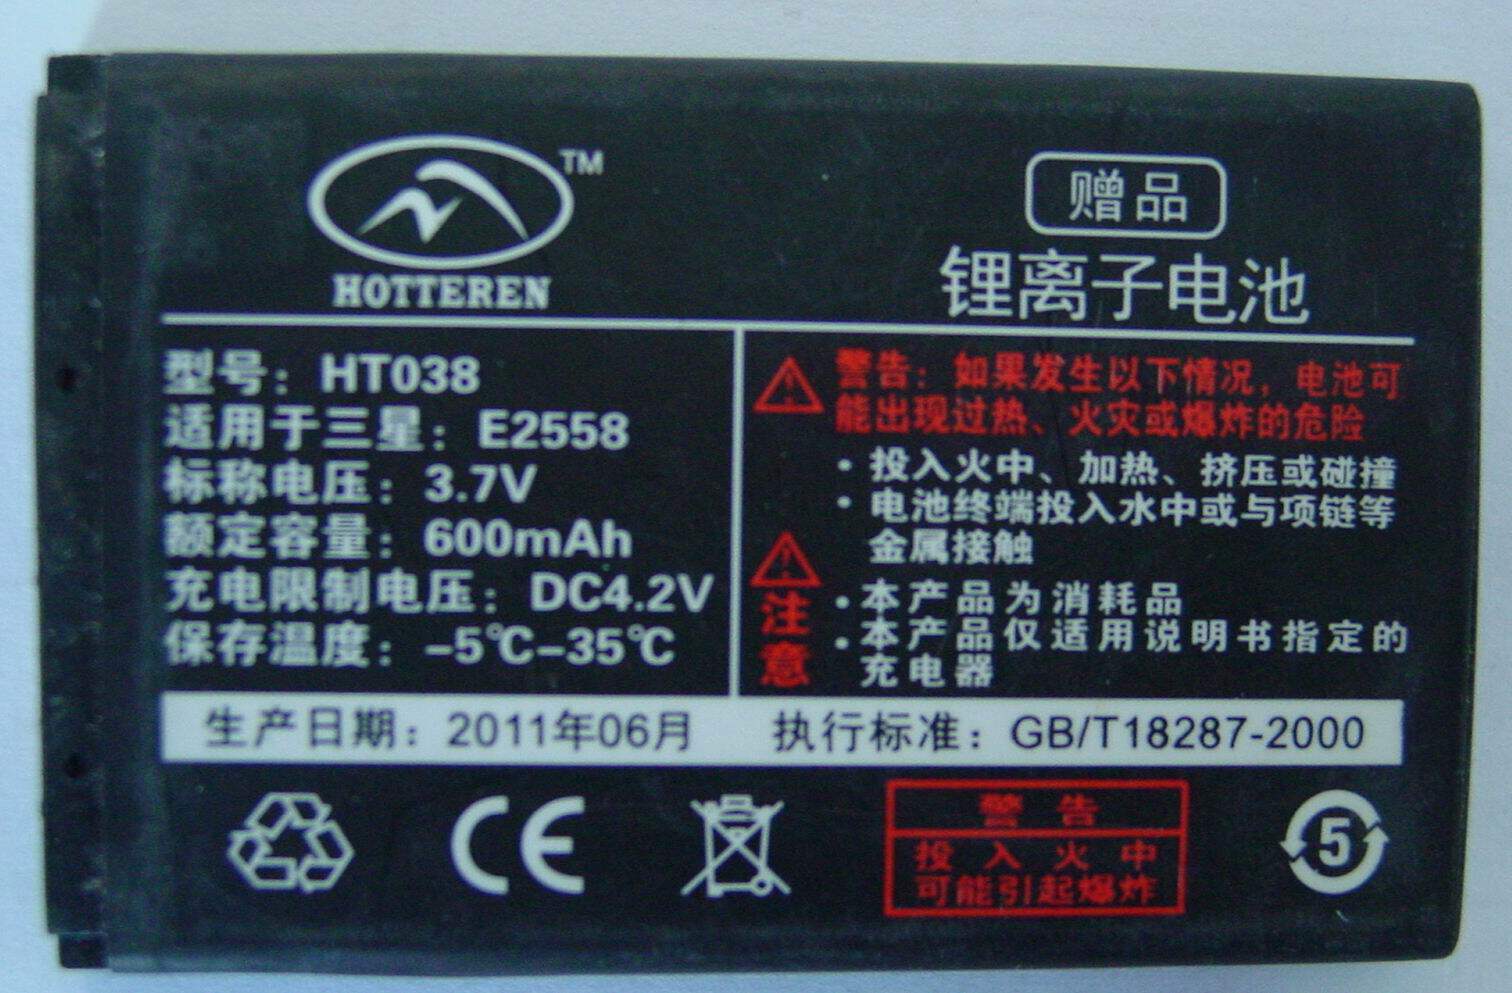 TM
HOTTEREN
赠品
锂离子电池
型号：HT038
适用于三星：E2558
标称电压：3.7V
额定容量：600mAh
充电限制电压：DC4.2V
保存温度：-5℃-35℃
警告：如果发生以下情况，电池可
能出现过热、火灾或爆炸的危险
·投入火中、加热、挤压或碰撞
·电池终端投入水中或与项链等
金属接触
注意
·本产品为消耗品
·本产品仅适用说明书指定的
充电器
生产日期：2011年06月
执行标准：GB/T18287-2000
CE
警告
投入火中
可能引起爆炸
5